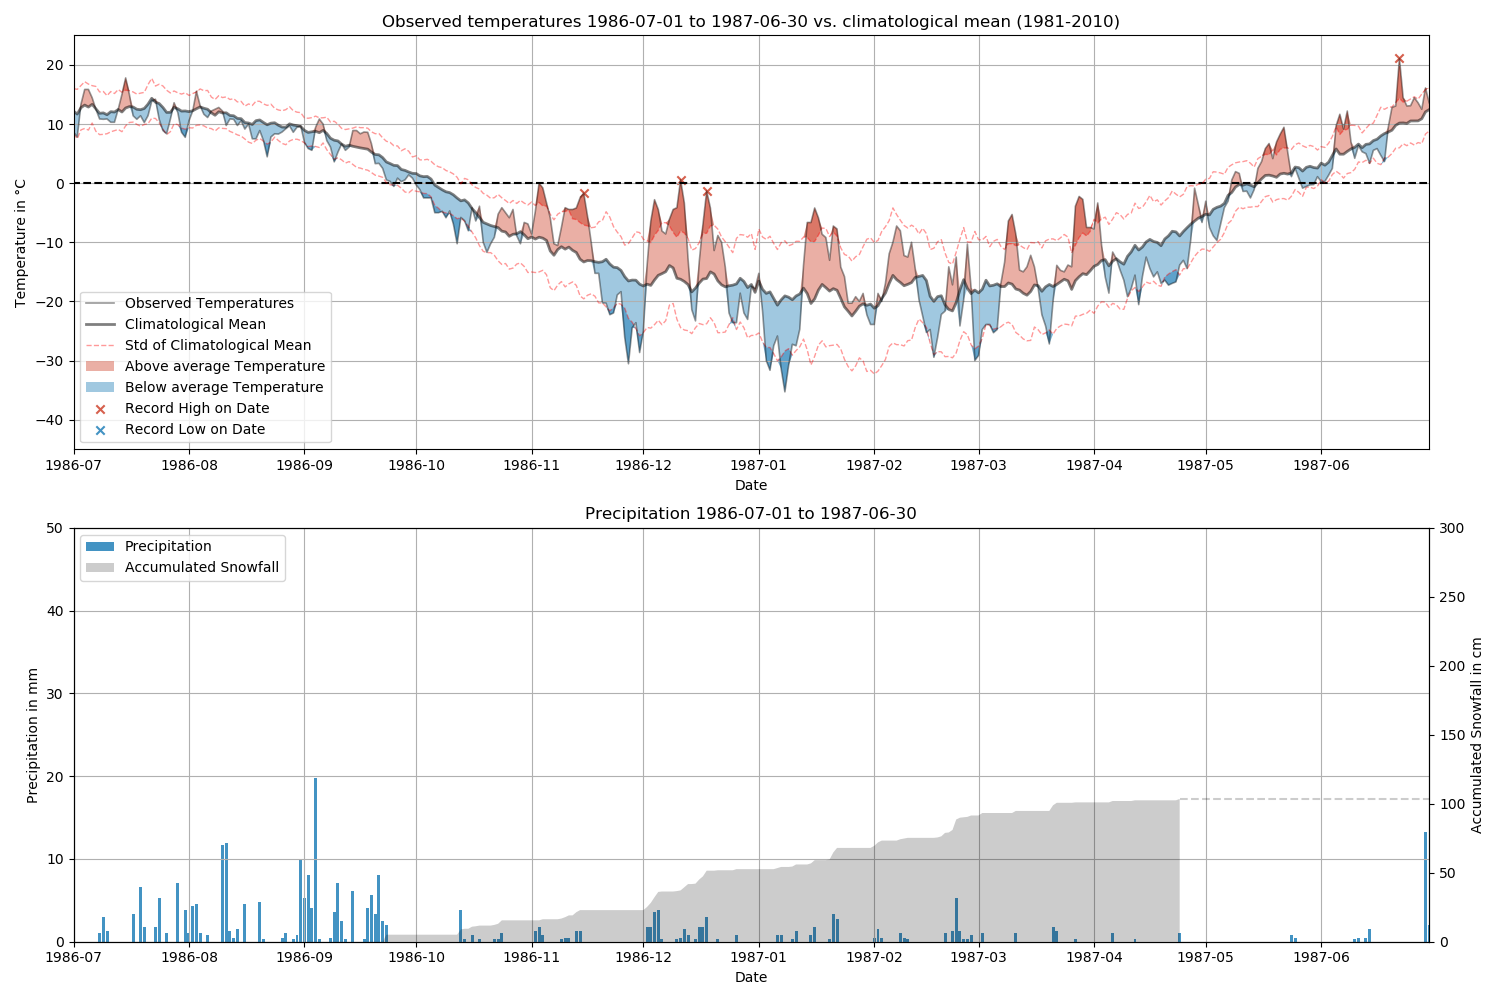 Observed temperatures 1986-07-01 to 1987-06-30 vs. climatological mean (1981-2010)
20
10
0
−10
−20
−30
−40
Temperature in °C
Observed Temperatures
Climatological Mean
Std of Climatological Mean
Above average Temperature
Below average Temperature
Record High on Date
Record Low on Date
1986-07 1986-08 1986-09 1986-10 1986-11 1986-12 1987-01 1987-02 1987-03 1987-04 1987-05 1987-06
Date
Precipitation 1986-07-01 to 1987-06-30
50
40
30
20
10
0
Precipitation in mm
Precipitation
Accumulated Snowfall
300
250
200
150
100
50
0
Accumulated Snowfall in cm
1986-07 1986-08 1986-09 1986-10 1986-11 1986-12 1987-01 1987-02 1987-03 1987-04 1987-05 1987-06
Date